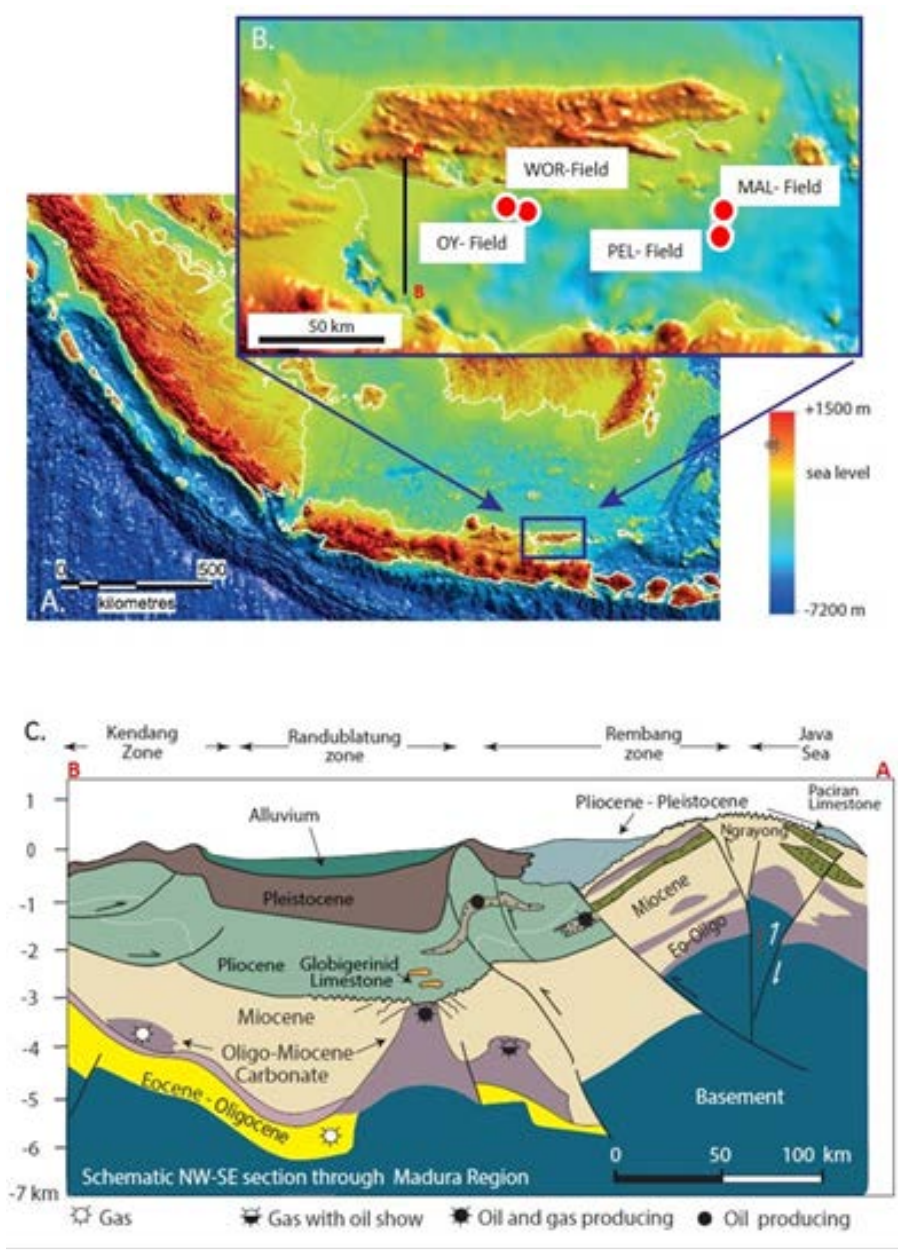 B.
WOR-Field
MAL- Field
OY- Field
PEL- Field
B
50 km
+1500 m
sea level
-7200 m
0 500
kilometres
A.
C.
Kendang
Zone
Randublatung
zone
Rembang
zone
Java
Sea
B
A
Alluvium
Pliocene - Pleistocene
Paciran
Limestone
Ngrayong
1
0
-1
-2
-3
-4
-5
-6
-7 km
Pleistocene
Miocene
Eo-Oilgo
Pliocene
Globigerinid
Limestone
Miocene
Oligo-Miocene
Carbonate
Eocene - Oligocene
Basement
0 50 100 km
Schematic NW-SE section through Madura Region
Gas
Gas with oil show
Oil and gas producing
Oil producing